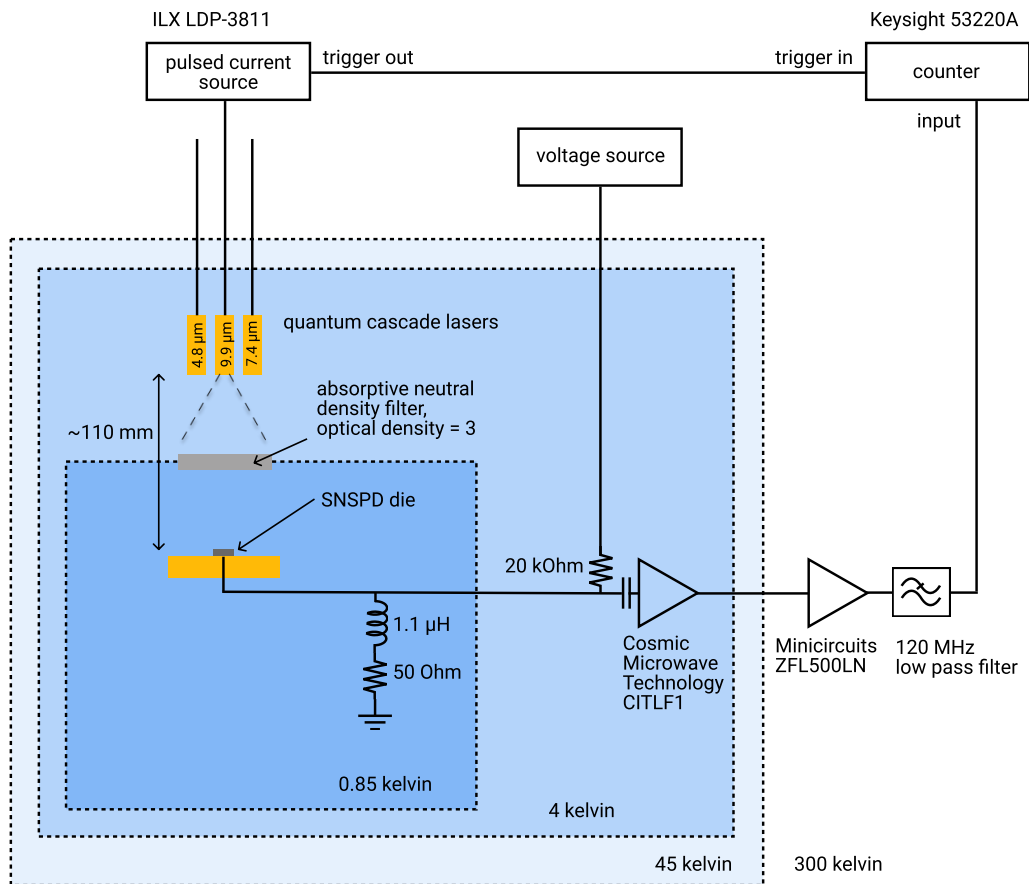 ILX LDP-3811
Keysight 53220A
pulsed current
source
trigger out
trigger in
counter
input
voltage source
4.8 µm
9.9 µm
7.4 µm
quantum cascade lasers
absorptive neutral
density filter,
optical density = 3
~110 mm
SNSPD die
20 kOhm
1.1 µH
50 Ohm
Cosmic
Microwave
Technology
CITLF1
Minicircuits
ZFL500LN
120 MHz
low pass filter
0.85 kelvin
4 kelvin
45 kelvin
300 kelvin